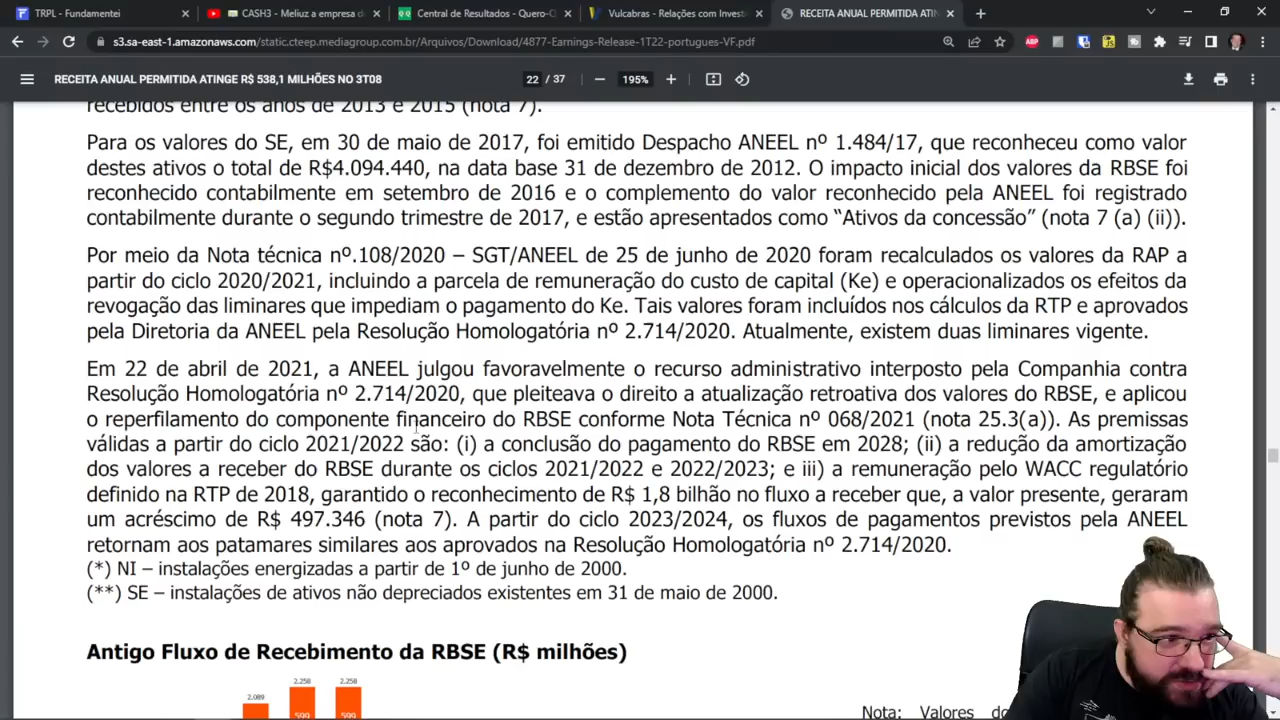 TRPL - Fundamentei
CASH3 - Meliuz a empresa d
Central de Resultados - Quero-Q
Vulcabras - Relações com Invest
RECEITA ANUAL PERMITIDA ATIN
s3.sa-east-1.amazonaws.com/static.cteep.mediagroup.com.br/Arquivos/Download/4877-Earnings-Release-1T22-portugues-VF.pdf
RECEITA ANUAL PERMITIDA ATINGE R$ 538,1 MILHÕES NO 3T08
22 / 37
195%
recebidos entre os anos de 2013 e 2015 (nota 7).
Para os valores do SE, em 30 de maio de 2017, foi emitido Despacho ANEEL nº 1.484/17, que reconheceu como valor
destes ativos o total de R$4.094.440, na data base 31 de dezembro de 2012. O impacto inicial dos valores da RBSE foi
reconhecido contabilmente em setembro de 2016 e o complemento do valor reconhecido pela ANEEL foi registrado
contabilmente durante o segundo trimestre de 2017, e estão apresentados como “Ativos da concessão” (nota 7 (a) (ii)).
Por meio da Nota técnica nº.108/2020 – SGT/ANEEL de 25 de junho de 2020 foram recalculados os valores da RAP a
partir do ciclo 2020/2021, incluindo a parcela de remuneração do custo de capital (Ke) e operacionalizados os efeitos da
revogação das liminares que impediam o pagamento do Ke. Tais valores foram incluídos nos cálculos da RTP e aprovados
pela Diretoria da ANEEL pela Resolução Homologatória nº 2.714/2020. Atualmente, existem duas liminares vigente.
Em 22 de abril de 2021, a ANEEL julgou favoravelmente o recurso administrativo interposto pela Companhia contra
Resolução Homologatória nº 2.714/2020, que pleiteava o direito a atualização retroativa dos valores do RBSE, e aplicou
o reperfilamento do componente financeiro do RBSE conforme Nota Técnica nº 068/2021 (nota 25.3(a)). As premissas
válidas a partir do ciclo 2021/2022 são: (i) a conclusão do pagamento do RBSE em 2028; (ii) a redução da amortização
dos valores a receber do RBSE durante os ciclos 2021/2022 e 2022/2023; e iii) a remuneração pelo WACC regulatório
definido na RTP de 2018, garantido o reconhecimento de R$ 1,8 bilhão no fluxo a receber que, a valor presente, geraram
um acréscimo de R$ 497.346 (nota 7). A partir do ciclo 2023/2024, os fluxos de pagamentos previstos pela ANEEL
retornam aos patamares similares aos aprovados na Resolução Homologatória nº 2.714/2020.
(*) NI – instalações energizadas a partir de 1º de junho de 2000.
(**) SE – instalações de ativos não depreciados existentes em 31 de maio de 2000.
Antigo Fluxo de Recebimento da RBSE (R$ milhões)
2.089
2.258
2.258
599
599
Nota: Valores do